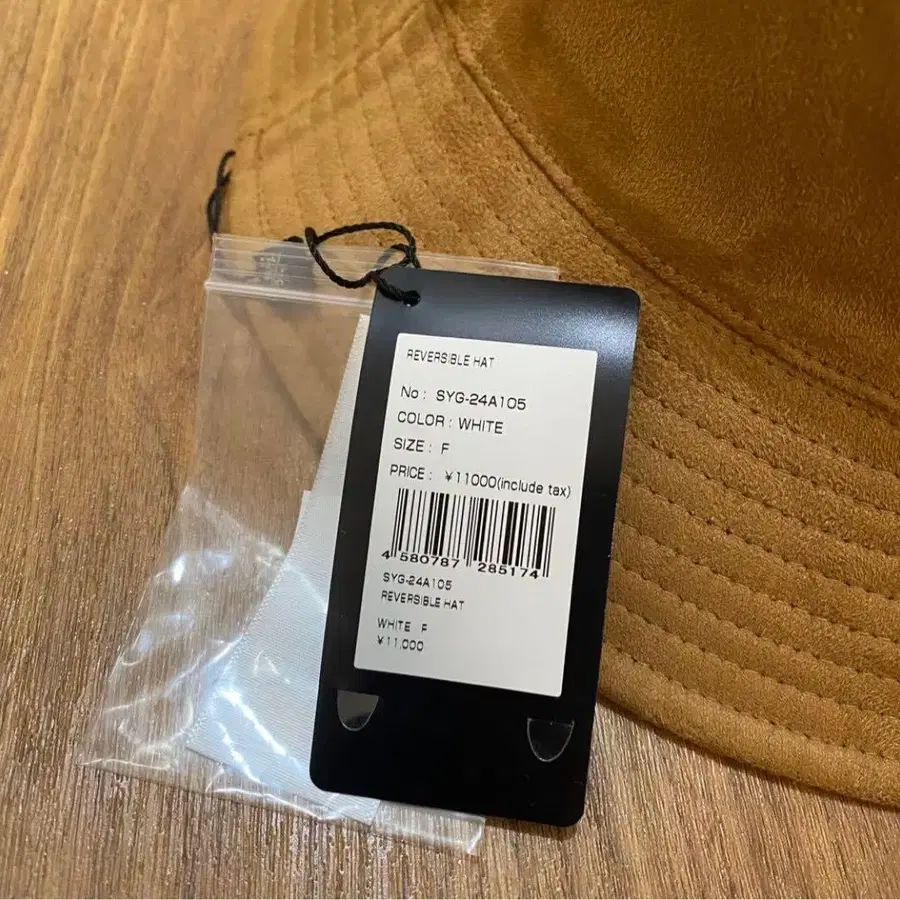 REVERSIBLE HAT
No : SYG-24A105
COLOR : WHITE
SIZE : F
PRICE : ¥11000(include tax)
4 580787 285174
SYG-24A105
REVERSIBLE HAT
WHITE F
¥11,000